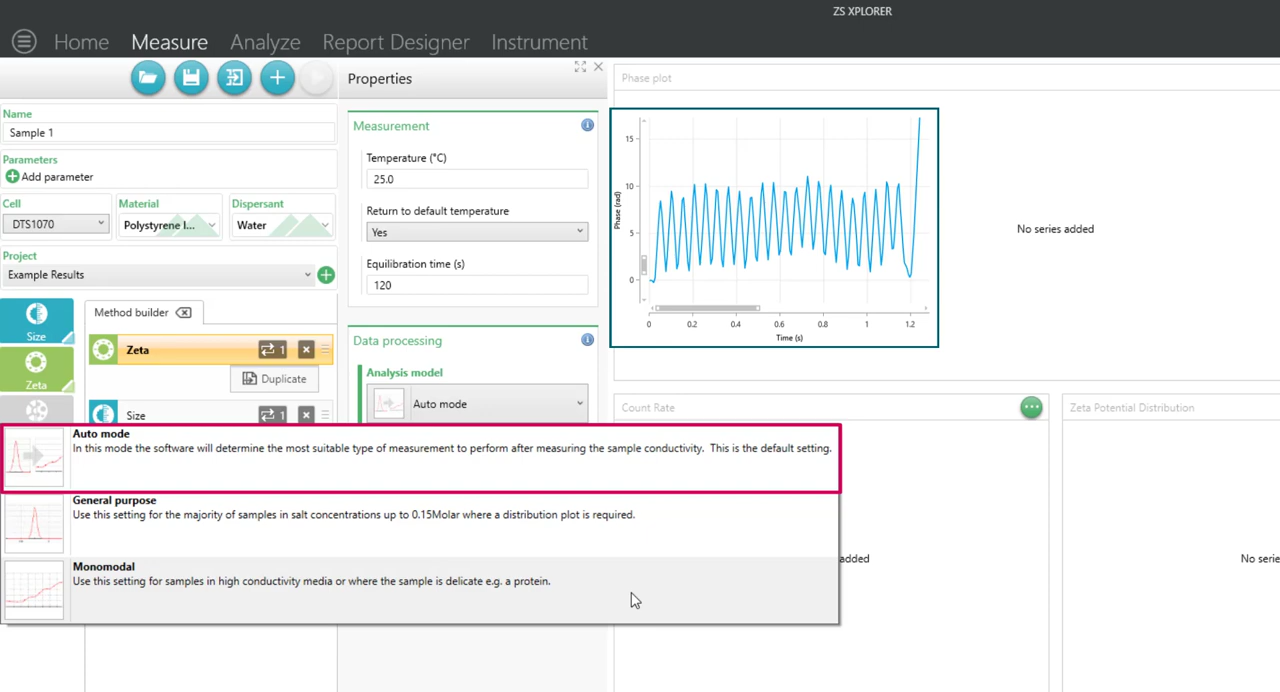 ZS XPLORER
Home Measure Analyze Report Designer Instrument
Properties
Name
Sample 1
Parameters
Add parameter
Cell Material Dispersant
DTS1070 Polystyrene l... Water
Project
Example Results
Size
Zeta
Method builder
Zeta 1
Duplicate
Size 1
Measurement
Temperature (°C)
25.0
Return to default temperature
Yes
Equilibration time (s)
120
Data processing
Analysis model
Auto mode
Auto mode
In this mode the software will determine the most suitable type of measurement to perform after measuring the sample conductivity. This is the default setting.
General purpose
Use this setting for the majority of samples in salt concentrations up to 0.15Molar where a distribution plot is required.
Monomodal
Use this setting for samples in high conductivity media or where the sample is delicate e.g. a protein.
Phase plot
Phase (rad)
15
10
5
0
0 0.2 0.4 0.6 0.8 1 1.2
Time (s)
No series added
Count Rate
added
Zeta Potential Distribution
No serie